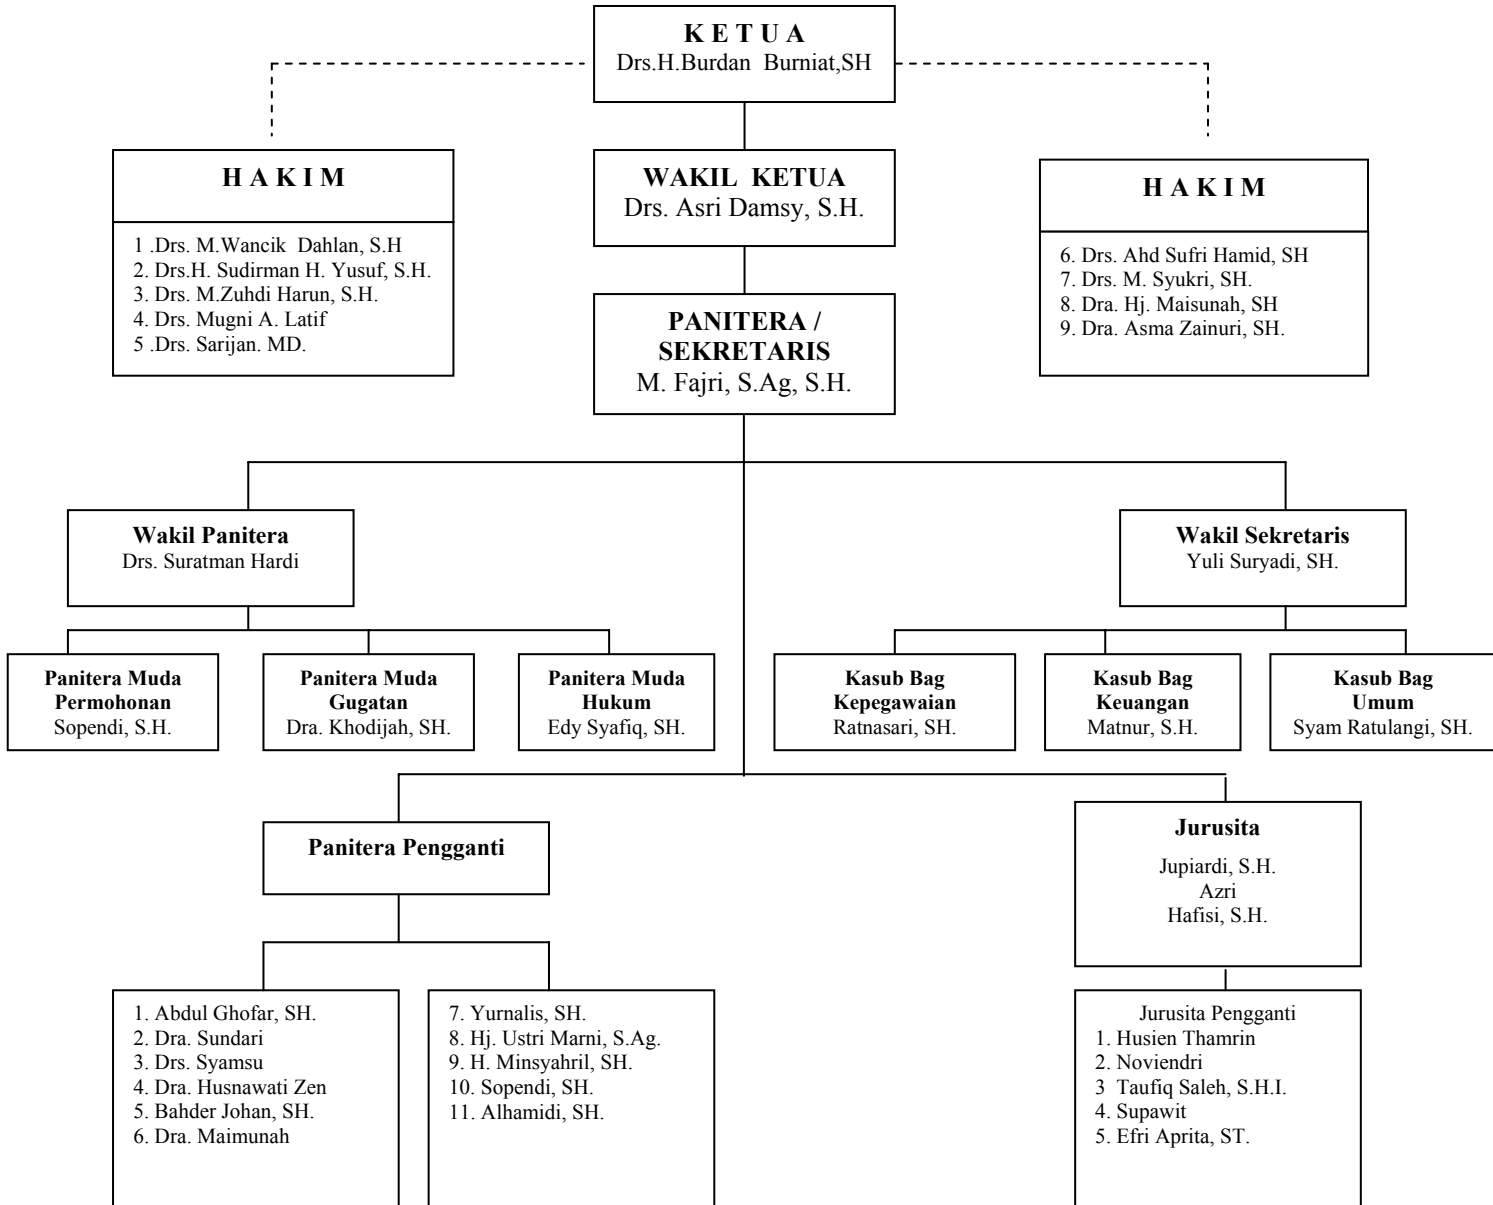 K E T U A
Drs.H.Burdan Burniat,SH
H A K I M
1 .Drs. M.Wancik Dahlan, S.H
2. Drs.H. Sudirman H. Yusuf, S.H.
3. Drs. M.Zuhdi Harun, S.H.
4. Drs. Mugni A. Latif
5 .Drs. Sarijan. MD.
WAKIL KETUA
Drs. Asri Damsy, S.H.
H A K I M
6. Drs. Ahd Sufri Hamid, SH
7. Drs. M. Syukri, SH.
8. Dra. Hj. Maisunah, SH
9. Dra. Asma Zainuri, SH.
PANITERA /
SEKRETARIS
M. Fajri, S.Ag, S.H.
Wakil Panitera
Drs. Suratman Hardi
Wakil Sekretaris
Yuli Suryadi, SH.
Panitera Muda
Permohonan
Sopendi, S.H.
Panitera Muda
Gugatan
Dra. Khodijah, SH.
Panitera Muda
Hukum
Edy Syafiq, SH.
Kasub Bag
Kepegawaian
Ratnasari, SH.
Kasub Bag
Keuangan
Matnur, S.H.
Kasub Bag
Umum
Syam Ratulangi, SH.
Panitera Pengganti
Jurusita
Jupiardi, S.H.
Azri
Hafisi, S.H.
1. Abdul Ghofar, SH.
2. Dra. Sundari
3. Drs. Syamsu
4. Dra. Husnawati Zen
5. Bahder Johan, SH.
6. Dra. Maimunah
7. Yurnalis, SH.
8. Hj. Ustri Marni, S.Ag.
9. H. Minsyahril, SH.
10. Sopendi, SH.
11. Alhamidi, SH.
Jurusita Pengganti
1. Husien Thamrin
2. Noviendri
3 Taufiq Saleh, S.H.I.
4. Supawit
5. Efri Aprita, ST.